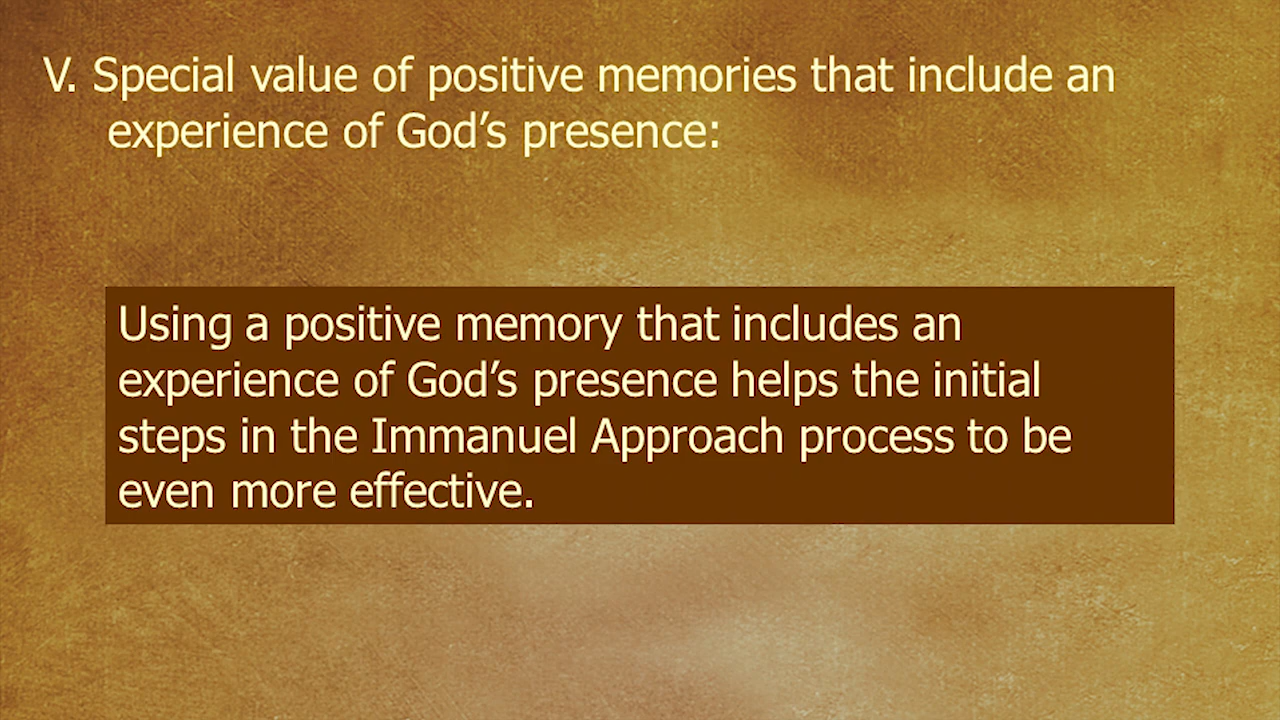 V. Special value of positive memories that include an
experience of God’s presence:
Using a positive memory that includes an
experience of God’s presence helps the initial
steps in the Immanuel Approach process to be
even more effective.